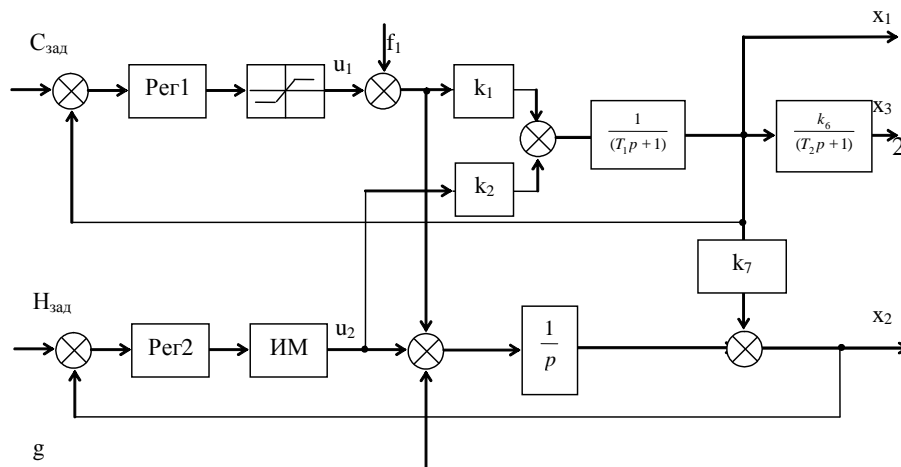 Cзад
Рег1
u1
f1
k1
k2
1
(T1p+1)
k6
(T2p+1)
x1
x3
2
k7
Hзад
Рег2
ИМ
u2
1
p
x2
g